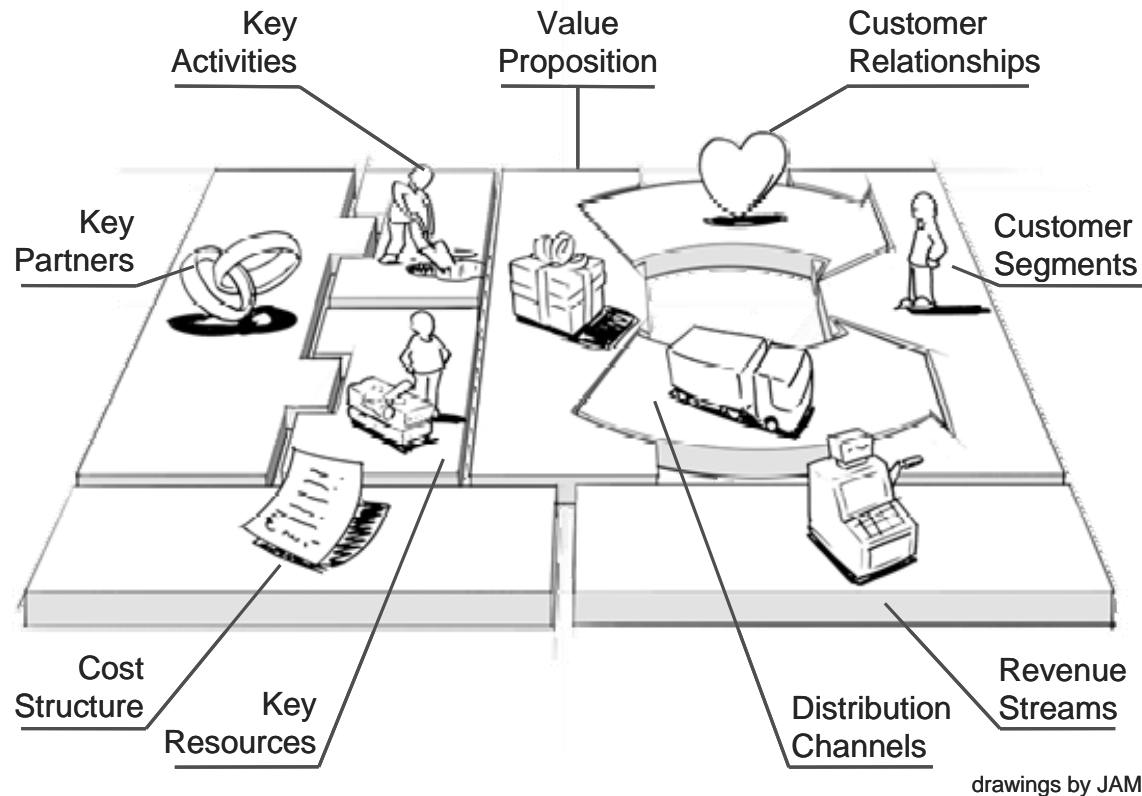 Key
Activities
Value
Proposition
Customer
Relationships
Key
Partners
Customer
Segments
Cost
Structure
Key
Resources
Distribution
Channels
Revenue
Streams
drawings by JAM